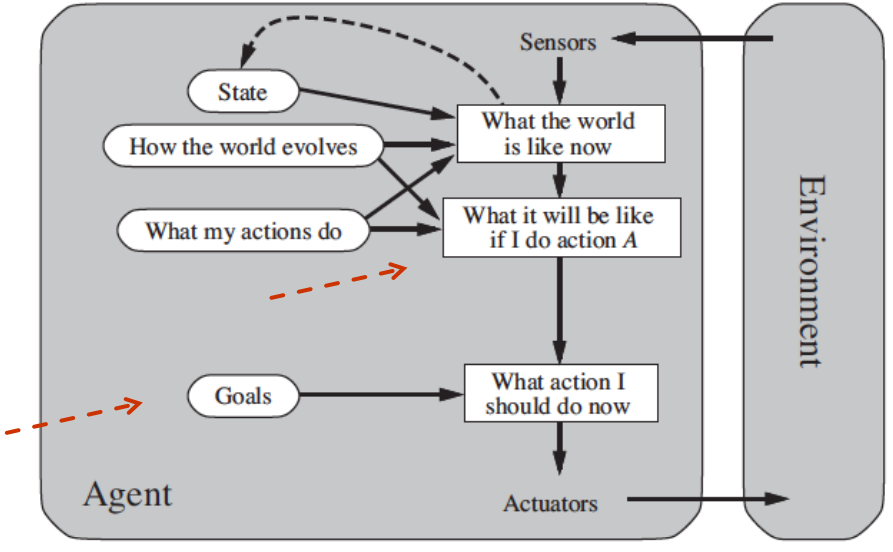 Sensors
State
What the world
is like now
How the world evolves
What it will be like
if I do action A
What my actions do
Environment
Goals
What action I
should do now
Agent
Actuators